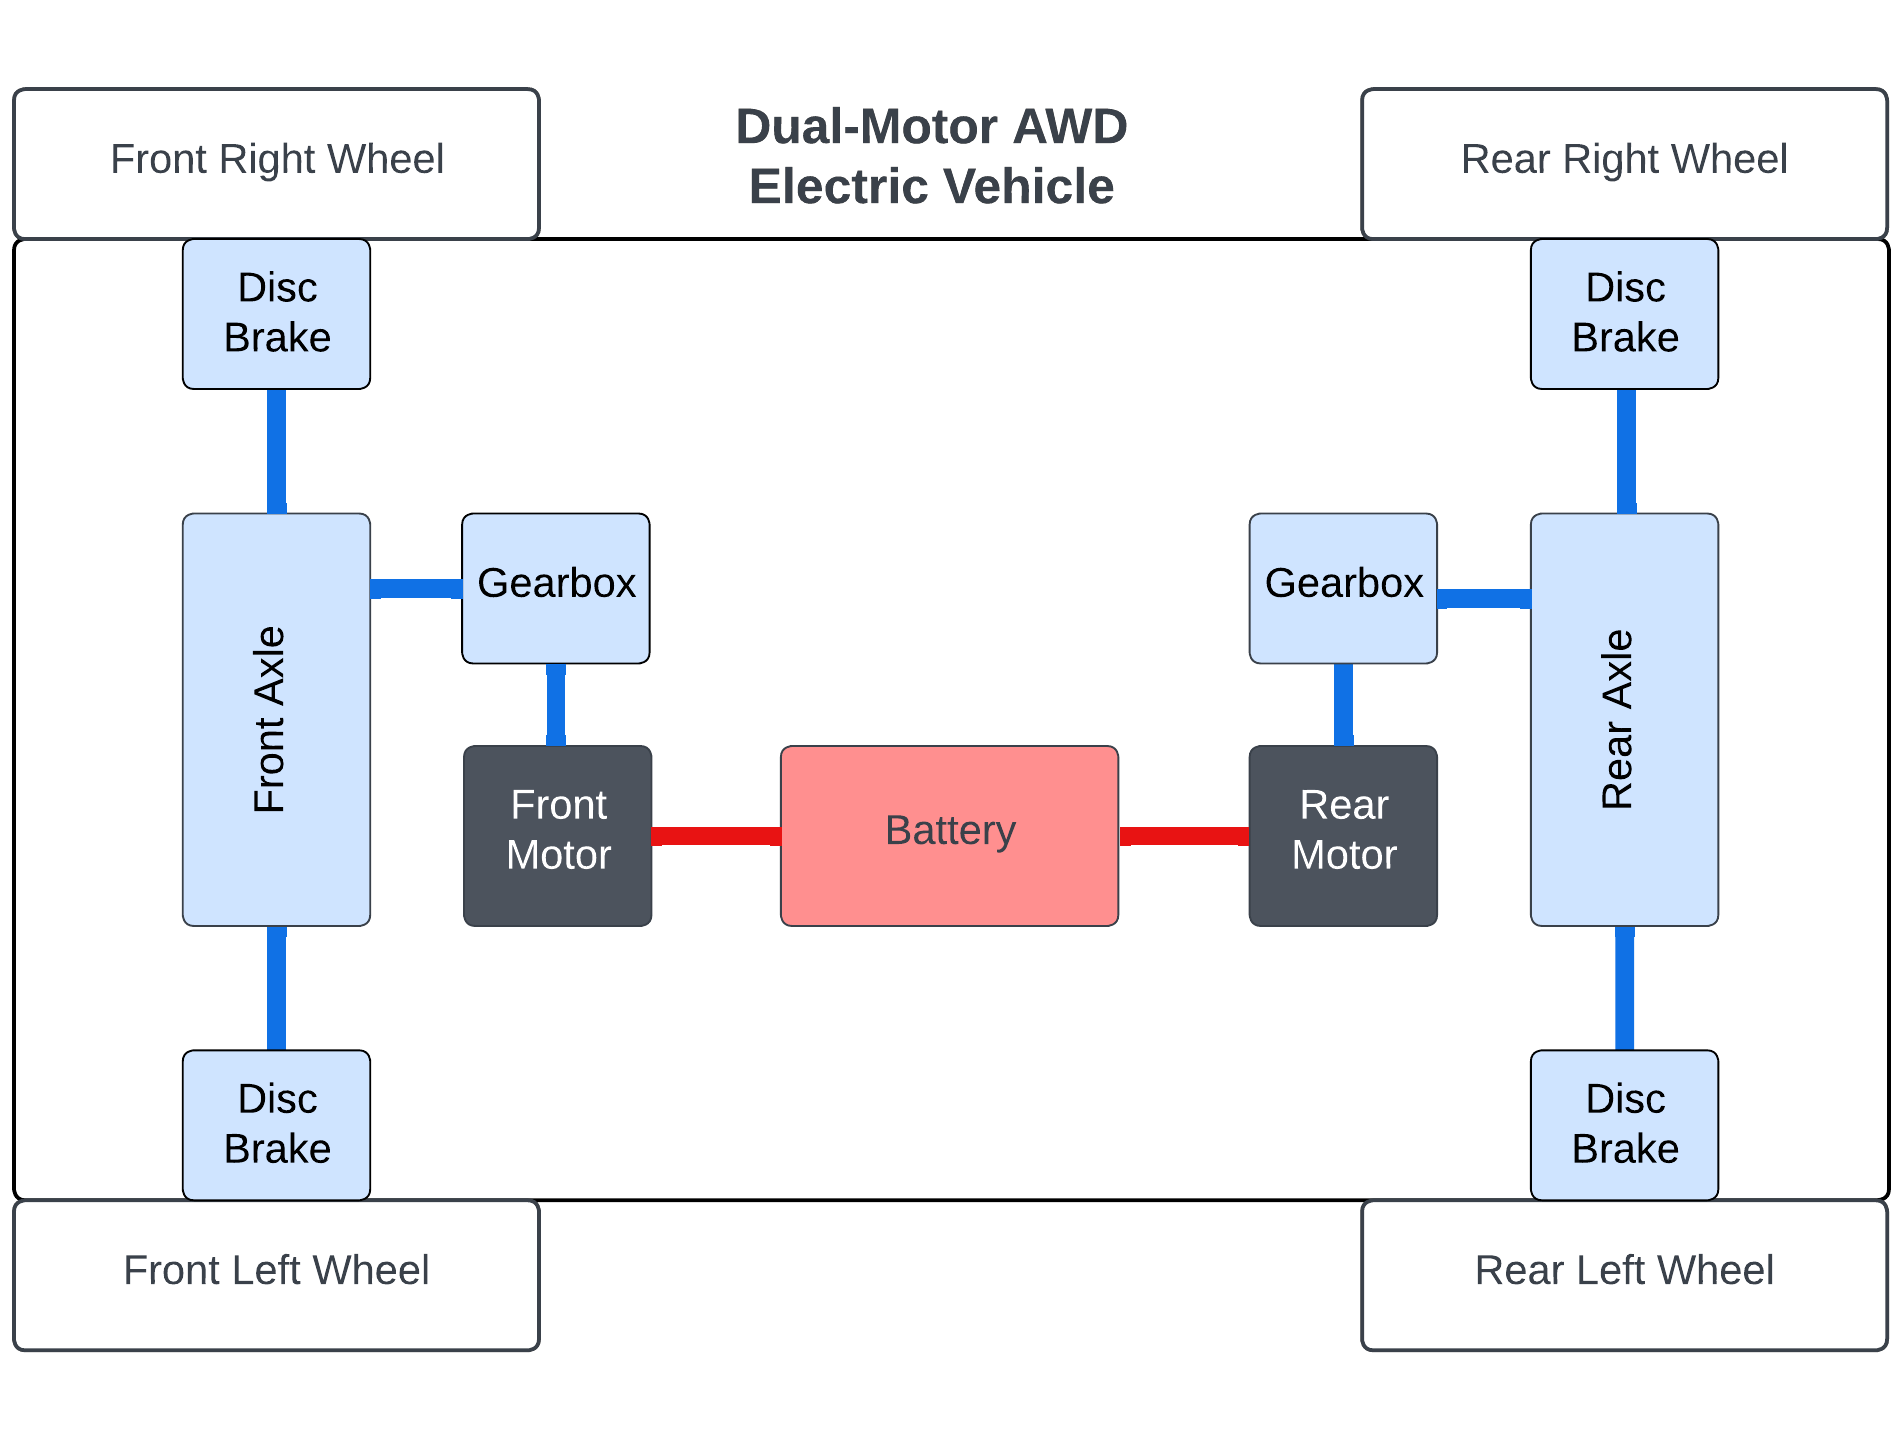 Dual-Motor AWD
Electric Vehicle
Front Right Wheel
Rear Right Wheel
Disc
Brake
Disc
Brake
Gearbox
Gearbox
Front Axle
Rear Axle
Front
Motor
Battery
Rear
Motor
Disc
Brake
Disc
Brake
Front Left Wheel
Rear Left Wheel